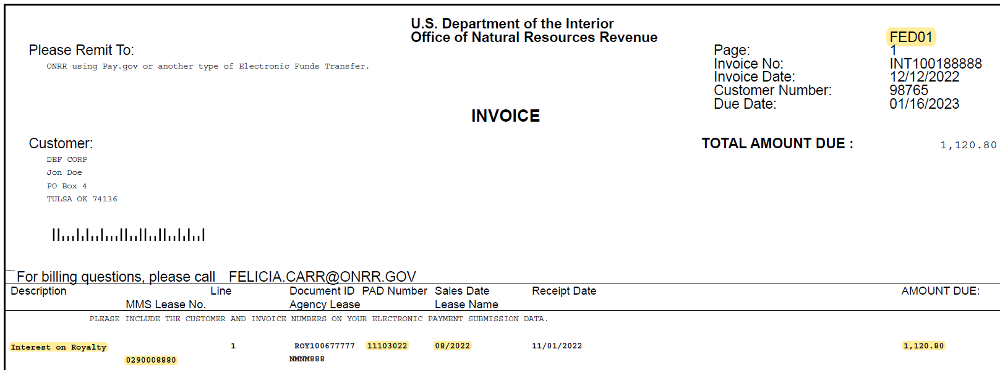 U.S. Department of the Interior
Office of Natural Resources Revenue
FED01
Please Remit To:
ONRR using Pay.gov or another type of Electronic Funds Transfer.
Page: 1
Invoice No: INT100188888
Invoice Date: 12/12/2022
Customer Number: 98765
Due Date: 01/16/2023
INVOICE
Customer:
DEF CORP
Jon Doe
PO Box 4
TULSA OK 74136
TOTAL AMOUNT DUE : 1,120.80
For billing questions, please call FELICIA.CARR@ONRR.GOV
Description Line Document ID PAD Number Sales Date Receipt Date AMOUNT DUE:
MMS Lease No. Agency Lease Lease Name
PLEASE INCLUDE THE CUSTOMER AND INVOICE NUMBERS ON YOUR ELECTRONIC PAYMENT SUBMISSION DATA.
Interest on Royalty 1 ROY100677777 11103022 08/2022 11/01/2022 1,120.80
0290008880 NMNM888